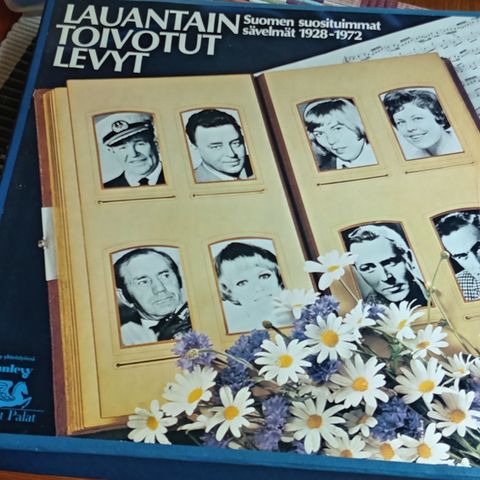 LAUANTAIN
TOIVOTUT
LEVYT
Suomen suosituimmat
sävelmät 1928-1972
t Palat